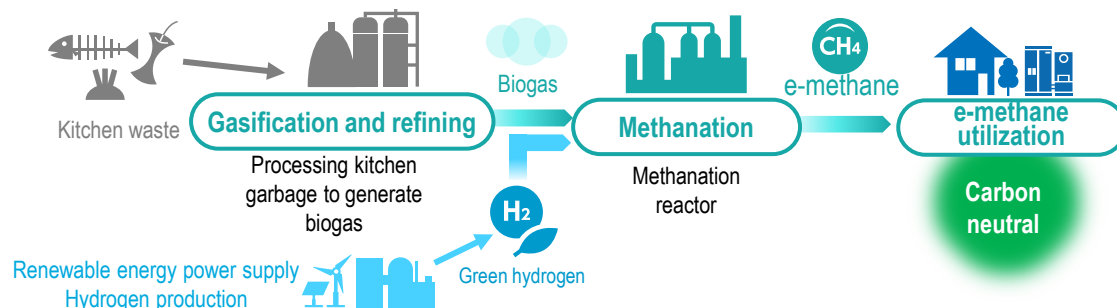 Kitchen waste
Gasification and refining
Processing kitchen
garbage to generate
biogas
Biogas
Methanation
Methanation
reactor
CH4
e-methane
e-methane
utilization
Carbon
neutral
H2
Green hydrogen
Renewable energy power supply
Hydrogen production